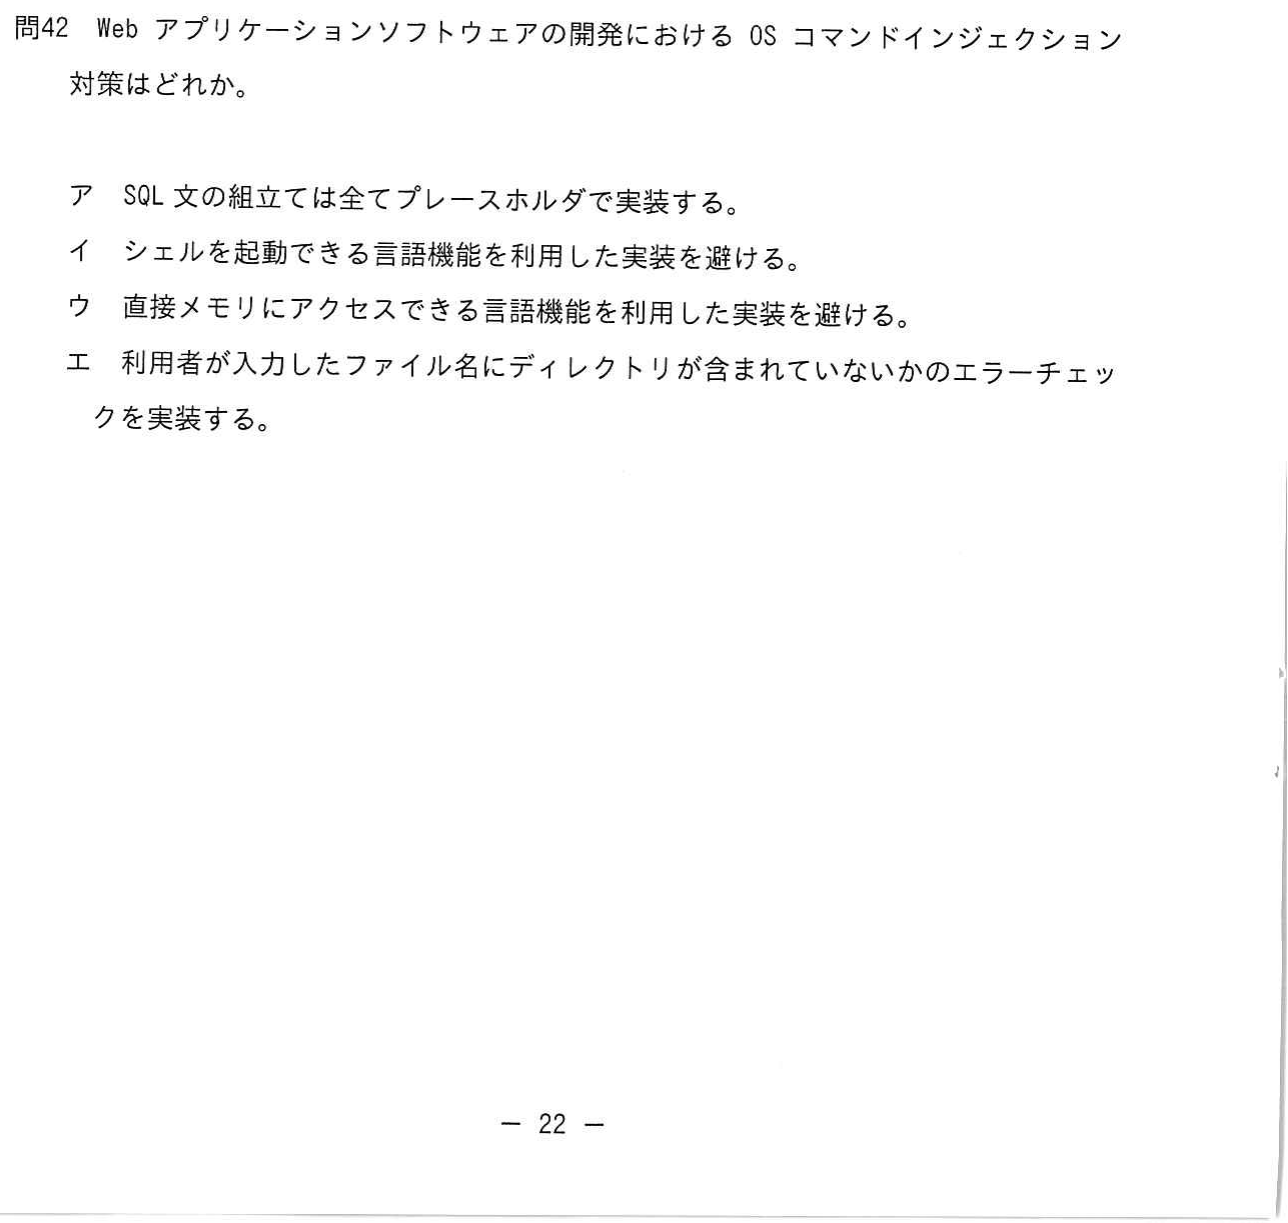 問42 Web アプリケーションソフトウェアの開発における OS コマンドインジェクション
対策はどれか。
ア SQL 文の組立ては全てプレースホルダで実装する。
イ シェルを起動できる言語機能を利用した実装を避ける。
ウ 直接メモリにアクセスできる言語機能を利用した実装を避ける。
エ 利用者が入力したファイル名にディレクトリが含まれていないかのエラーチェッ
クを実装する。
― 22 ―